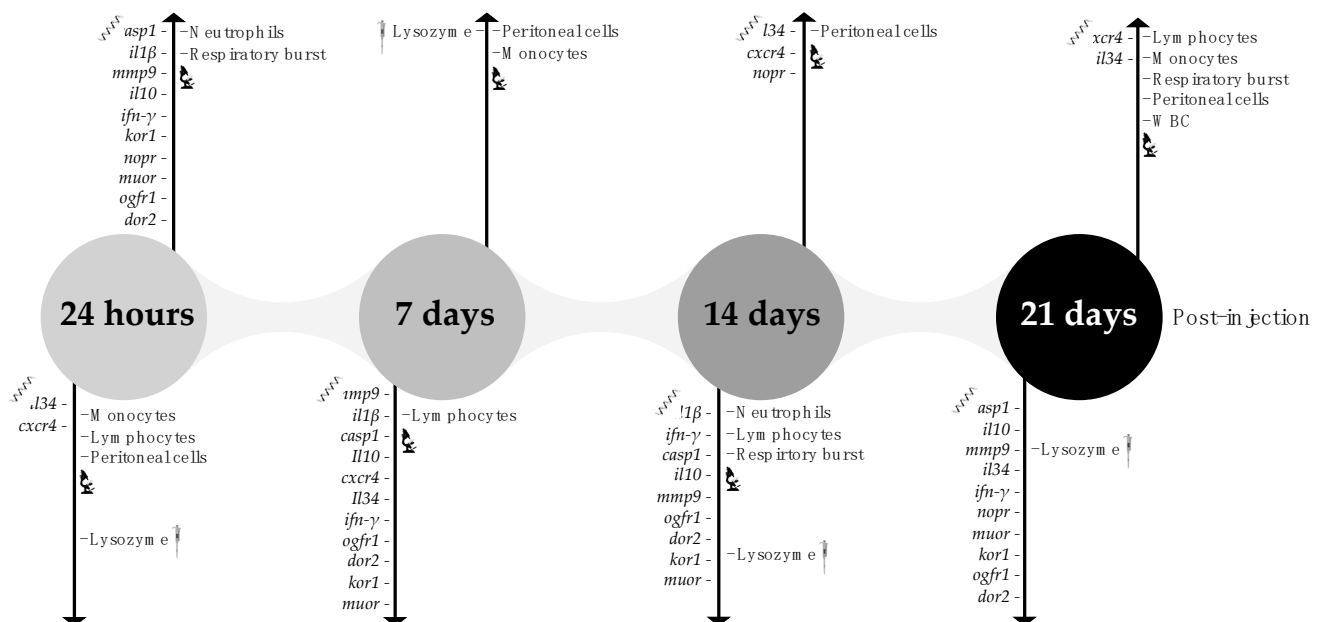 asp1 -
il1β -
mmp9 -
il10 -
ifn-γ -
kor1 -
nopr -
muor -
ogfr1 -
dor2 -
Neutrophils
Respiratory burst
Lysozyme
Peritoneal cells
Monocytes
l34 -
cxcr4 -
nopr -
Peritoneal cells
xcr4 -
il34 -
Lymphocytes
Monocytes
Respiratory burst
Peritoneal cells
WBC
24 hours
7 days
14 days
21 days
Post-injection
l34 -
cxcr4 -
Monocytes
Lymphocytes
Peritoneal cells
Lysozyme
mp9 -
il1β -
casp1 -
Il10 -
cxcr4 -
Il34 -
ifn-γ -
ogfr1 -
dor2 -
kor1 -
muor -
Lymphocytes
l1β -
ifn-γ -
casp1 -
il10 -
mmp9 -
ogfr1 -
dor2 -
kor1 -
muor -
Neutrophils
Lymphocytes
Respirtory burst
Lysozyme
asp1 -
il10 -
mmp9 -
il34 -
ifn-γ -
nopr -
muor -
kor1 -
ogfr1 -
dor2 -
Lysozyme